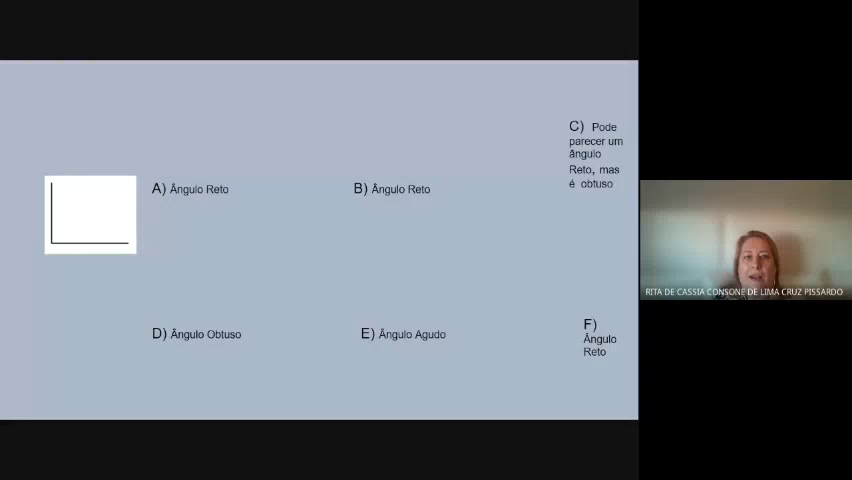 A) Ângulo Reto
B) Ângulo Reto
C) Pode
parecer um
ângulo
Reto, mas
é obtuso
D) Ângulo Obtuso
E) Ângulo Agudo
F)
Ângulo
Reto
RITA DE CASSIA CONSONE DE LIMA CRUZ PISSARDO